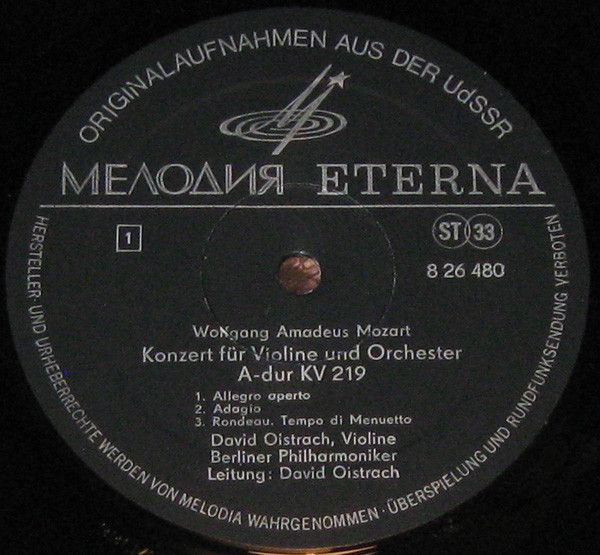 ORIGINALAUFNAHMEN AUS DER UdSSR
МЕЛОДИЯ ETERNA
1
ST 33
8 26 480
Wolfgang Amadeus Mozart
Konzert für Violine und Orchester
A-dur KV 219
1. Allegro aperto
2. Adagio
3. Rondeau. Tempo di Menuetto
David Oistrach, Violine
Berliner Philharmoniker
Leitung: David Oistrach
HERSTELLER- UND URHEBERRECHTE WERDEN VON MELODIA WAHRGENOMMEN · ÜBERSPIELUNG UND RUNDFUNKSENDUNG VERBOTEN